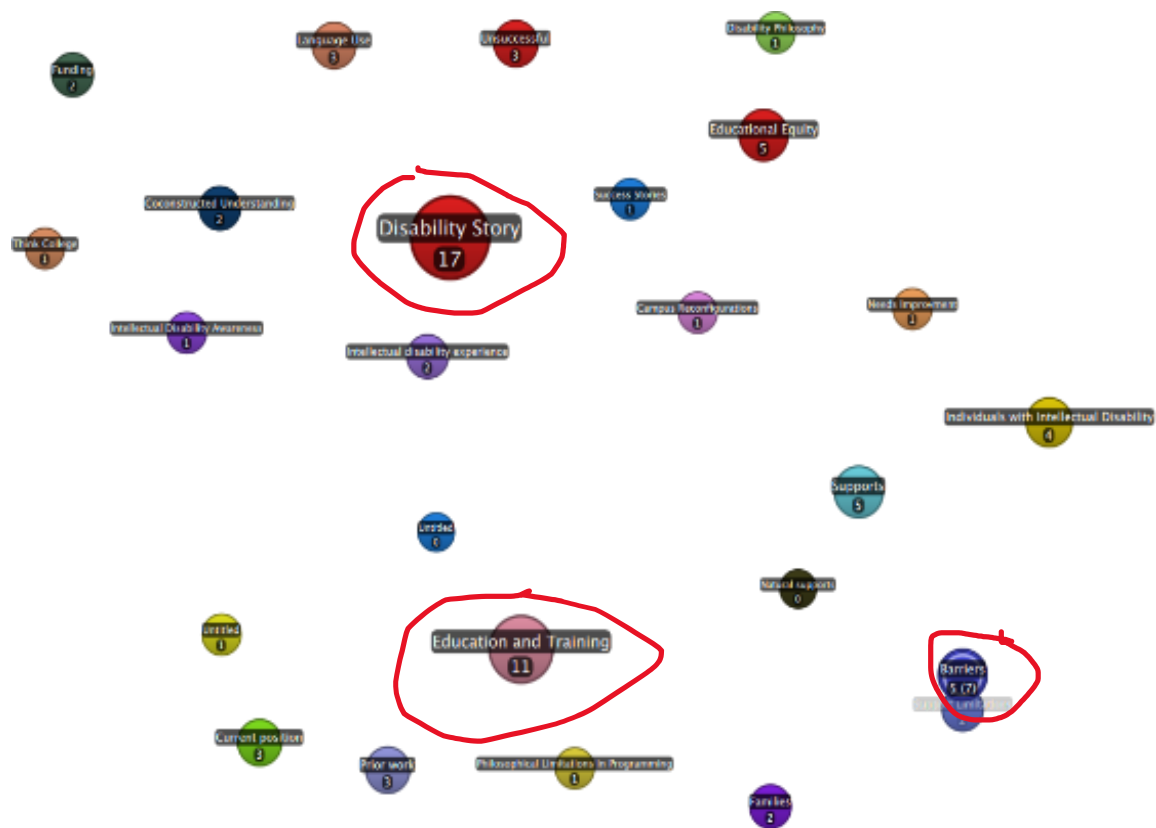 Disability Philosophy
1
Language Use
3
Unsuccessful
3
Funding
2
Educational Equity
5
Success Stories
1
Coconstructed Understanding
2
Disability Story
17
Think College
Campus Reconfigurations
1
Needs Improvement
1
Intellectual Disability Awareness
1
Intellectual disability experience
2
Individuals with Intellectual Disability
4
Supports
5
Untitled
Natural supports
0
Untitled
Education and Training
11
Barriers
5 (7)
Current position
3
Prior work
3
Philosophical Limitations in Programming
1
Families
2